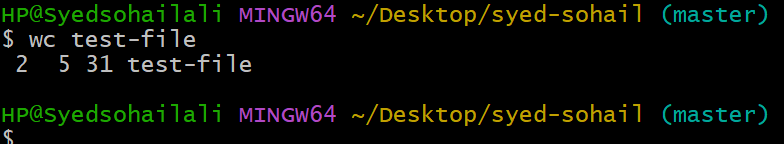 HP@Syedsohailali MINGW64 ~/Desktop/syed-sohail (master)
$ wc test-file
 2  5 31 test-file

HP@Syedsohailali MINGW64 ~/Desktop/syed-sohail (master)
$